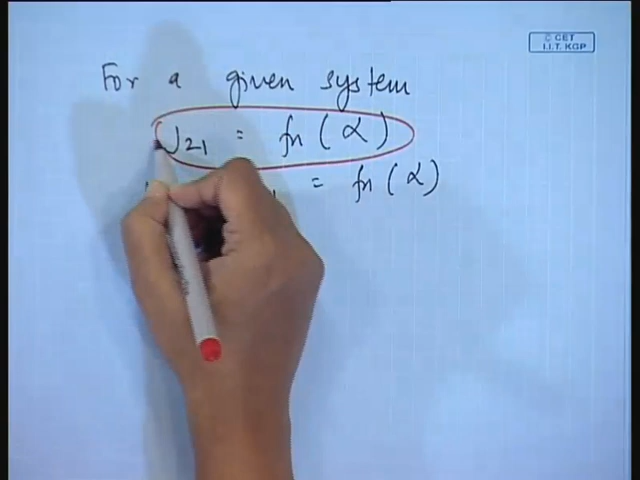 © CET
I.I.T. KGP
For a given system
J21 = fn (α)
= fn (α)